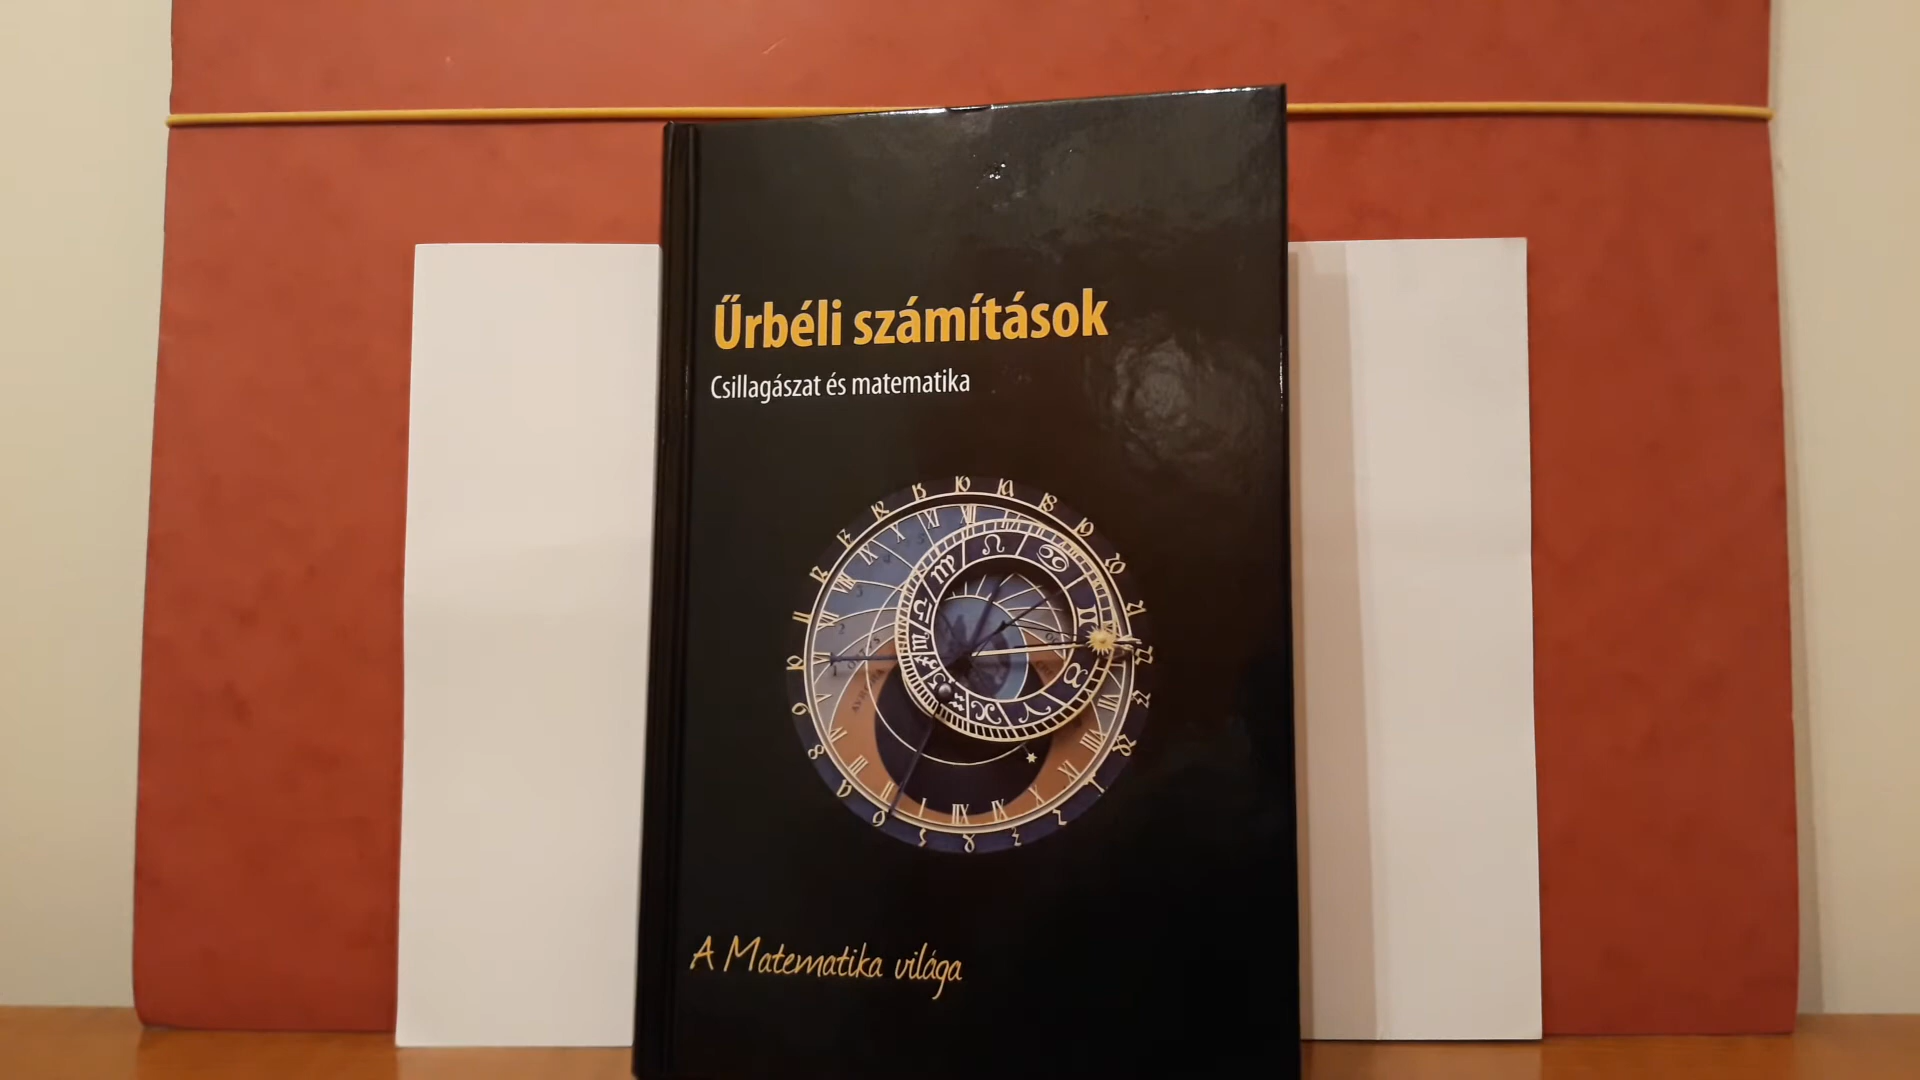 Űrbéli számítások
Csillagászat és matematika
A Matematika világa